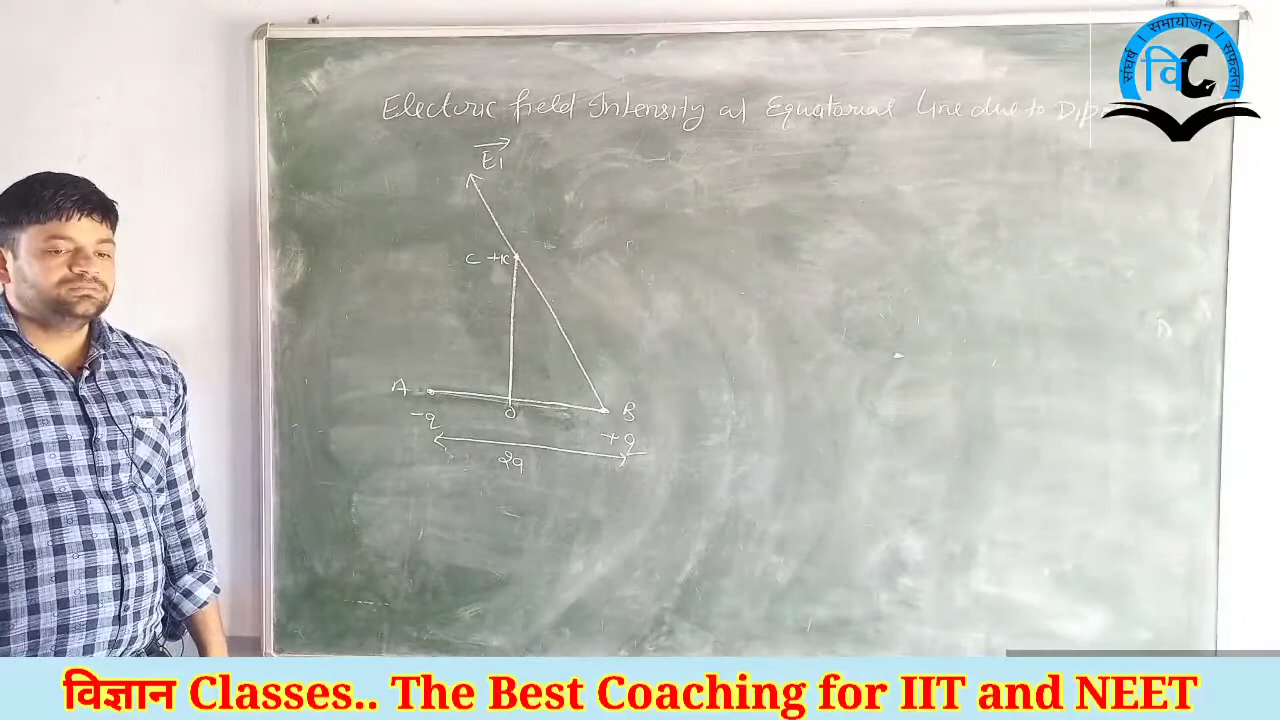 संघर्ष । समायोजन । सफलता
वि
Electric field Intensity at Equatorial line due to Dip
E₁
C +1C
A
O
B
-q
+q
2a
D
विज्ञान Classes.. The Best Coaching for IIT and NEET